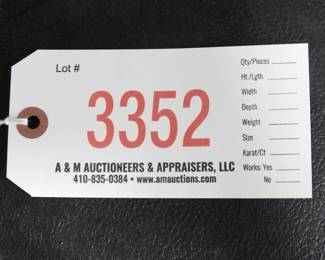 Lot #
3352
A & M AUCTIONEERS & APPRAISERS, LLC
410-835-0384 • www.amauctions.com
Qty/Pieces
Ht./Lgth.
Width
Depth
Weight
Size
Karat/Ct
Works: Yes
No